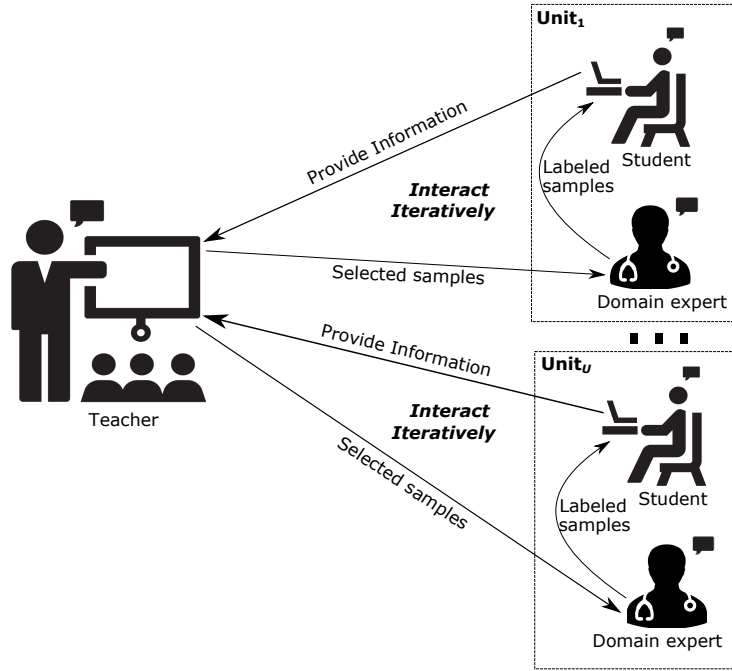 Unit1
Provide Information
Student
Labeled
samples
Interact
Iteratively
Selected samples
Domain expert
Teacher
Provide Information
UnitU
Interact
Iteratively
Selected samples
Student
Labeled
samples
Domain expert